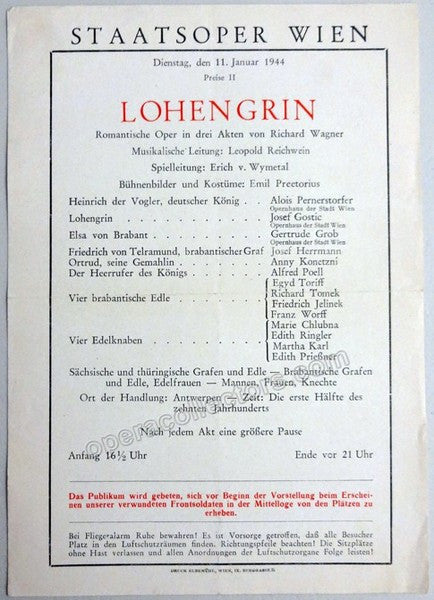 STAATSOPER WIEN
Dienstag, den 11. Januar 1944
Preise II
LOHENGRIN
Romantische Oper in drei Akten von Richard Wagner
Musikalische Leitung: Leopold Reichwein
Spielleitung: Erich v. Wymetal
Bühnenbilder und Kostüme: Emil Preetorius
Heinrich der Vogler, deutscher König . . Alois Pernerstorfer
Opernhaus der Stadt Wien
Lohengrin . . . . . . . . . . . Josef Gostic
Opernhaus der Stadt Wien
Elsa von Brabant . . . . . . . . . Gertrude Grob
Opernhaus der Stadt Wien
Friedrich von Telramund, brabantischer Graf Josef Herrmann
Ortrud, seine Gemahlin . . . . . . . Anny Konetzni
Der Heerrufer des Königs . . . . . . Alfred Poell
Vier brabantische Edle . . . . . . .
Egyd Toriff
Richard Tomek
Friedrich Jelinek
Franz Worff
Vier Edelknaben . . . . . . . . .
Marie Chlubna
Edith Ringler
Martha Karl
Edith Prießner
Sächsische und thüringische Grafen und Edle — Brabantische Grafen
und Edle, Edelfrauen — Mannen, Frauen, Knechte
Ort der Handlung: Antwerpen — Zeit: Die erste Hälfte des
zehnten Jahrhunderts
Nach jedem Akt eine größere Pause
Anfang 16½ Uhr Ende vor 21 Uhr
Das Publikum wird gebeten, sich vor Beginn der Vorstellung beim Erschei-
nen unserer verwundeten Frontsoldaten in der Mittelloge von den Plätzen zu
erheben.
Bei Fliegeralarm Ruhe bewahren! Es ist Vorsorge getroffen, daß alle Besucher
Platz in den Luftschutzräumen finden. Richtungspfeile beachten! Die Sitzplätze
ohne Hast verlassen und allen Anordnungen der Luftschutzorgane Folge leisten!
DRUCK WIEN, IX.
operacollectors.com